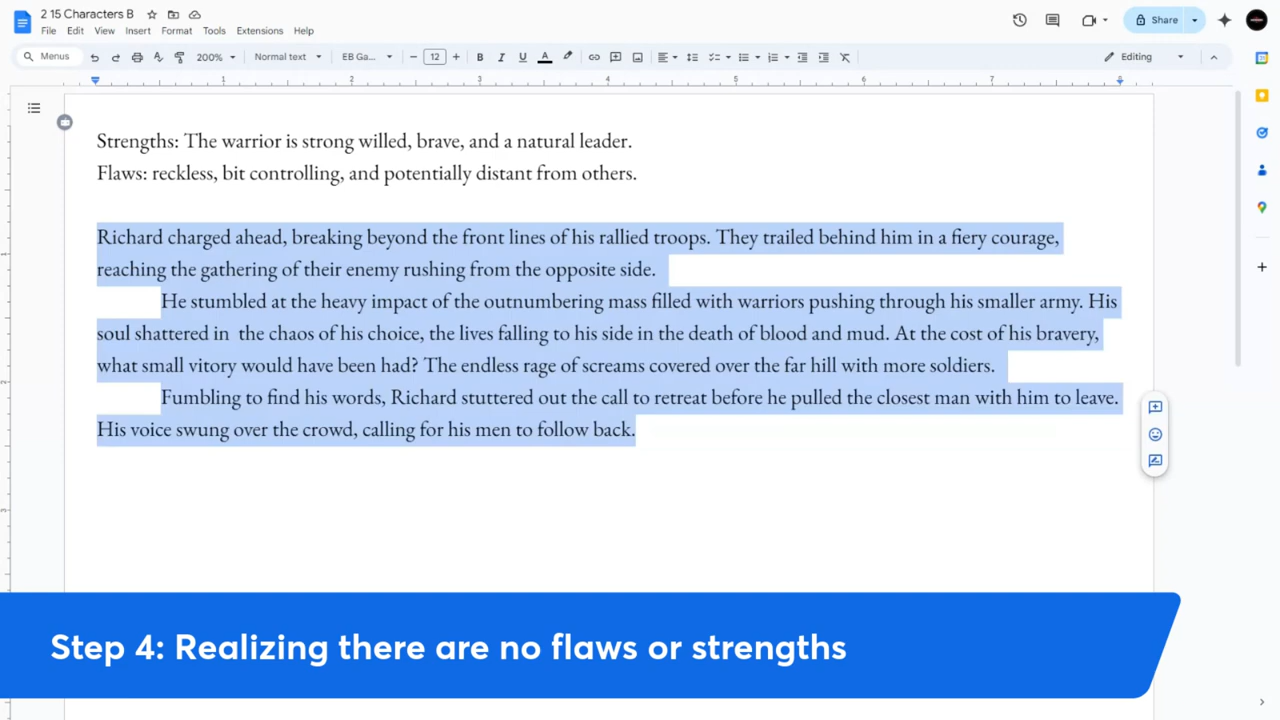 2 15 Characters B
File Edit View Insert Format Tools Extensions Help
Share
Menus 200% Normal text EB Ga... 12 B I U A Editing
1 2 3 4 5 6 7 8
Strengths: The warrior is strong willed, brave, and a natural leader.
Flaws: reckless, bit controlling, and potentially distant from others.
Richard charged ahead, breaking beyond the front lines of his rallied troops. They trailed behind him in a fiery courage,
reaching the gathering of their enemy rushing from the opposite side.
He stumbled at the heavy impact of the outnumbering mass filled with warriors pushing through his smaller army. His
soul shattered in  the chaos of his choice, the lives falling to his side in the death of blood and mud. At the cost of his bravery,
what small vitory would have been had? The endless rage of screams covered over the far hill with more soldiers.
Fumbling to find his words, Richard stuttered out the call to retreat before he pulled the closest man with him to leave.
His voice swung over the crowd, calling for his men to follow back.
Step 4: Realizing there are no flaws or strengths